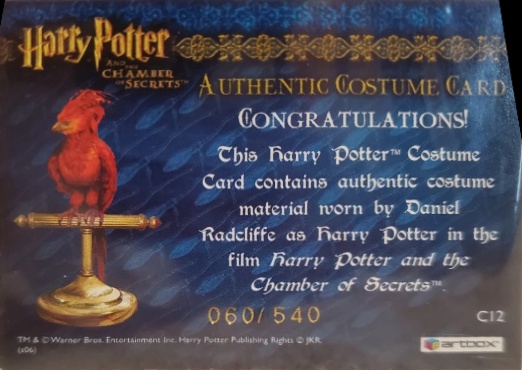 Harry Potter
AND THE
CHAMBER
OF SECRETS™
AUTHENTIC COSTUME CARD
CONGRATULATIONS!
This Harry Potter™ Costume
Card contains authentic costume
material worn by Daniel
Radcliffe as Harry Potter in the
film Harry Potter and the
Chamber of Secrets™.
060/540
C12
TM & © Warner Bros. Entertainment Inc. Harry Potter Publishing Rights © JKR.
(s06)
artbox